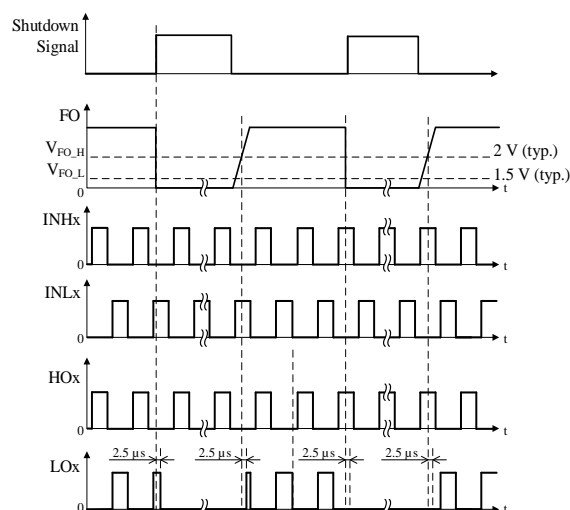 Shutdown
Signal
t
FO
V_FO_H
2 V (typ.)
V_FO_L
1.5 V (typ.)
0
t
INHx
0
t
INLx
0
t
HOx
0
t
2.5 µs
2.5 µs
2.5 µs
2.5 µs
LOx
0
t